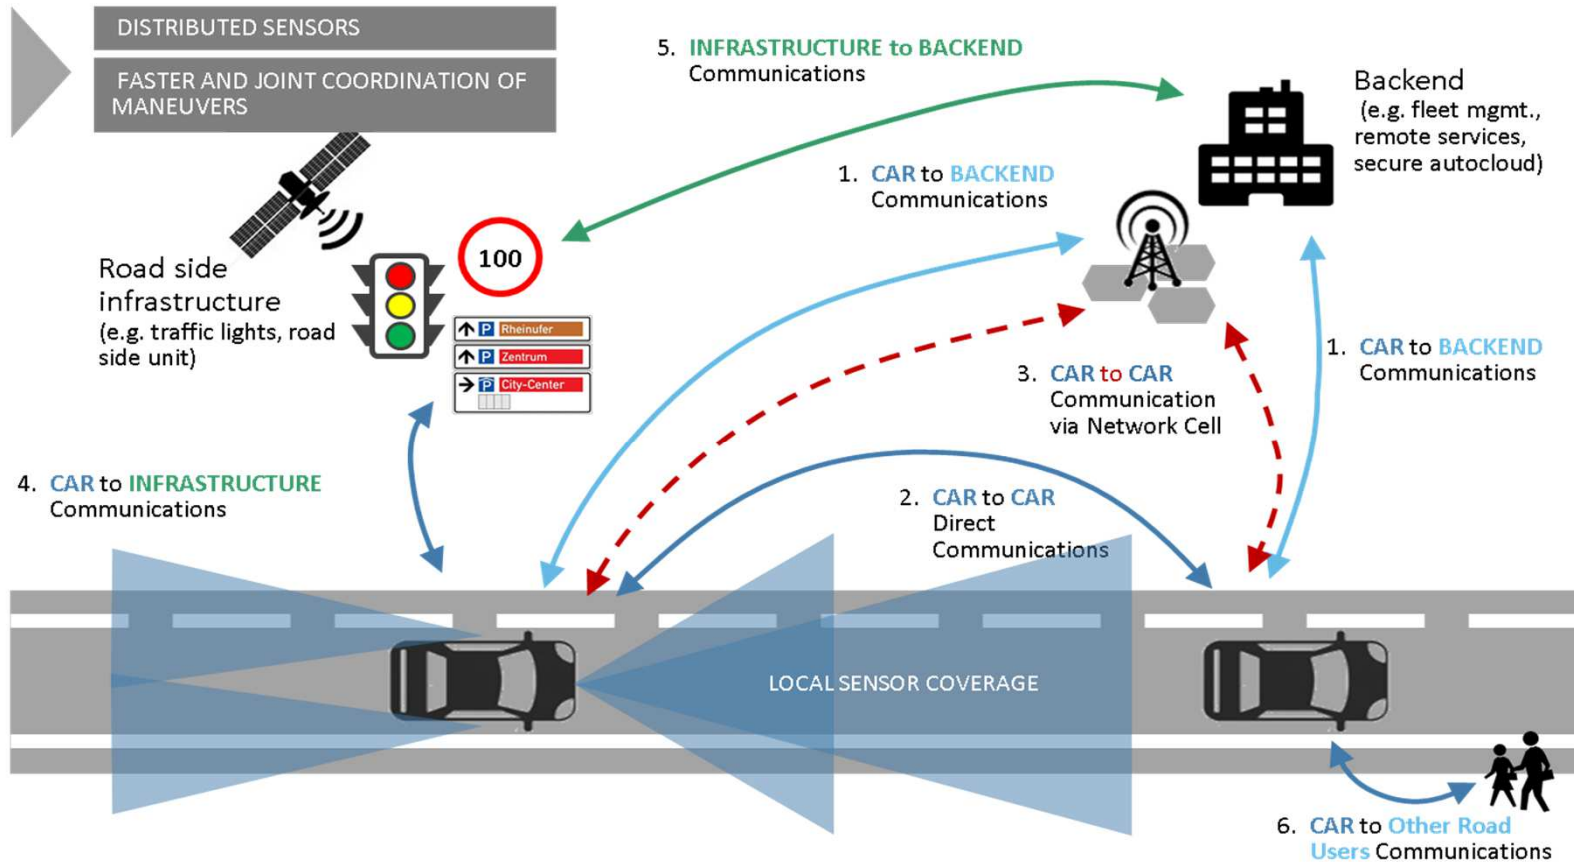 DISTRIBUTED SENSORS
FASTER AND JOINT COORDINATION OF
MANEUVERS
5. INFRASTRUCTURE to BACKEND
Communications
Backend
(e.g. fleet mgmt.,
remote services,
secure autocloud)
1. CAR to BACKEND
Communications
Road side
infrastructure
(e.g. traffic lights, road
side unit)
100
P Rheinufer
P Zentrum
P City-Center
1. CAR to BACKEND
Communications
3. CAR to CAR
Communication
via Network Cell
4. CAR to INFRASTRUCTURE
Communications
2. CAR to CAR
Direct
Communications
LOCAL SENSOR COVERAGE
6. CAR to Other Road
Users Communications